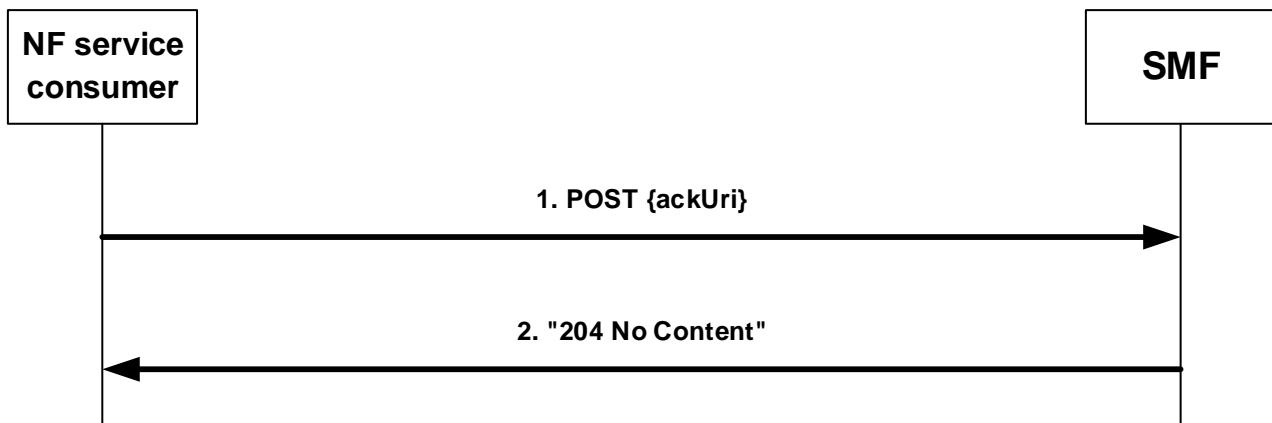 NF service
consumer
SMF
1. POST {ackUri}
2. "204 No Content"